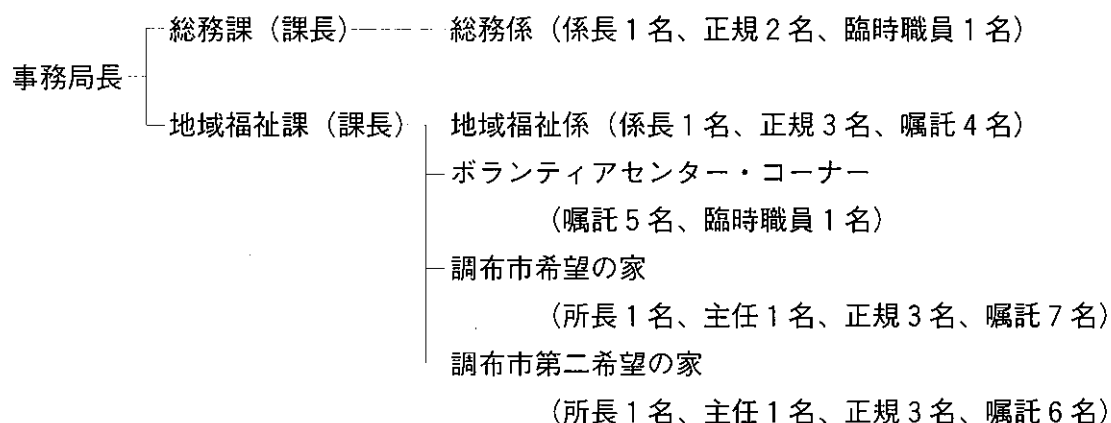 総務課（課長） 総務係（係長1名、正規2名、臨時職員1名）
事務局長
地域福祉課（課長） 地域福祉係（係長1名、正規3名、嘱託4名）
ボランティアセンター・コーナー
（嘱託5名、臨時職員1名）
調布市希望の家
（所長1名、主任1名、正規3名、嘱託7名）
調布市第二希望の家
（所長1名、主任1名、正規3名、嘱託6名）